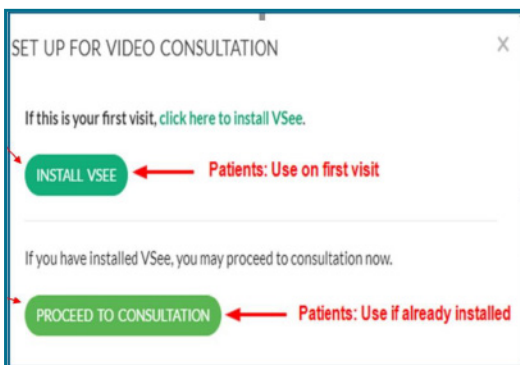 SET UP FOR VIDEO CONSULTATION X
If this is your first visit, click here to install VSee.
INSTALL VSEE Patients: Use on first visit
If you have installed VSee, you may proceed to consultation now.
PROCEED TO CONSULTATION Patients: Use if already installed